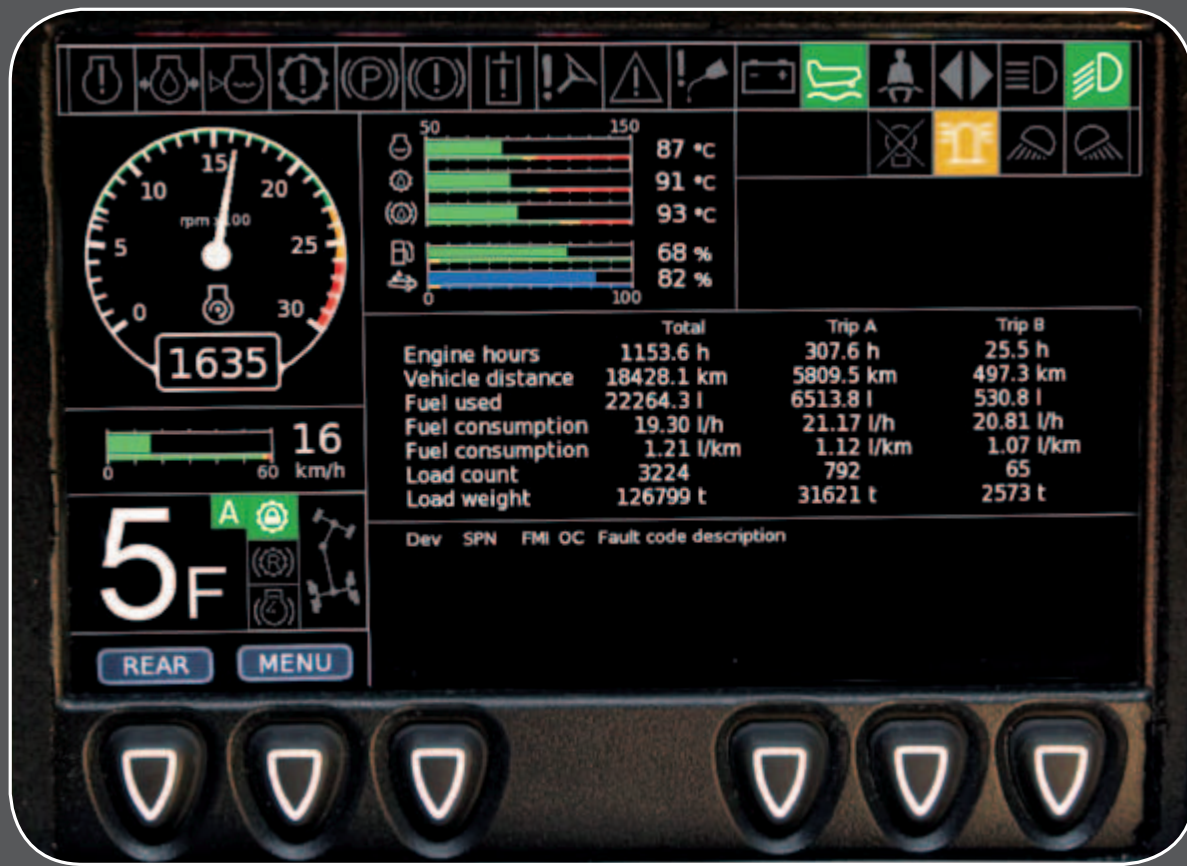 P
50 150
87 °C
91 °C
93 °C
68 %
82 %
0 100
0 5 10 15 20 25 30
rpm x100
1635
0 60
16
km/h
A
R
5F
REAR MENU
Total Trip A Trip B
Engine hours 1153.6 h 307.6 h 25.5 h
Vehicle distance 18428.1 km 5809.5 km 497.3 km
Fuel used 22264.3 l 6513.8 l 530.8 l
Fuel consumption 19.30 l/h 21.17 l/h 20.81 l/h
Fuel consumption 1.21 l/km 1.12 l/km 1.07 l/km
Load count 3224 792 65
Load weight 126799 t 31621 t 2573 t
Dev SPN FMI OC Fault code description